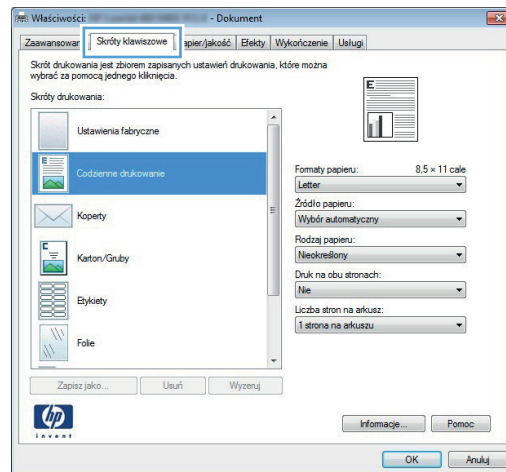 Właściwości: - Dokument
Zaawansowan Skróty klawiszowe apier/jakość Efekty Wykończenie Usługi
Skrót drukowania jest zbiorem zapisanych ustawień drukowania, które można
wybrać za pomocą jednego kliknięcia.
Skróty drukowania:
Ustawienia fabryczne
Codzienne drukowanie
Koperty
Karton/Gruby
Etykiety
Folie
E
Formaty papieru: 8,5 × 11 cale
Letter
Źródło papieru:
Wybór automatyczny
Rodzaj papieru:
Nieokreślony
Druk na obu stronach:
Nie
Liczba stron na arkusz:
1 strona na arkuszu
Zapisz jako... Usuń Wyzeruj
hp
invent
Informacje... Pomoc
OK Anuluj